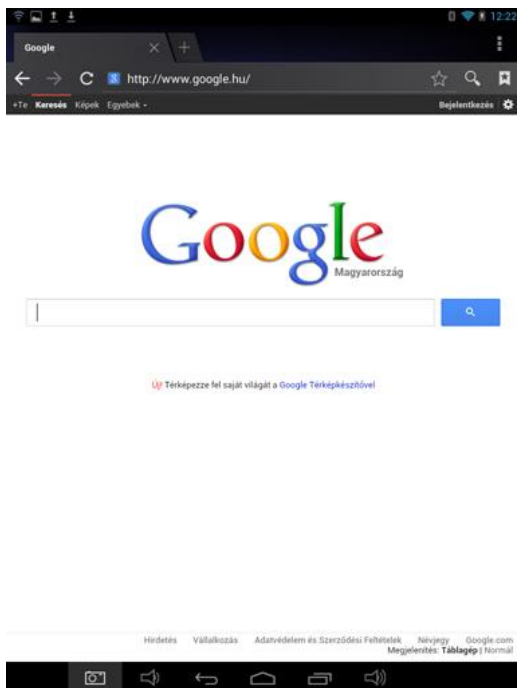 12:22
Google
http://www.google.hu/
+Te Keresés Képek Egyebek
Bejelentkezés
Google
Magyarország
Új! Térképezze fel saját világát a Google Térképkészítővel
Hirdetés Vállalkozás Adatvédelem és Szerződési Feltételek Névjegy Google.com
Megjelenítés: Táblagép | Normál